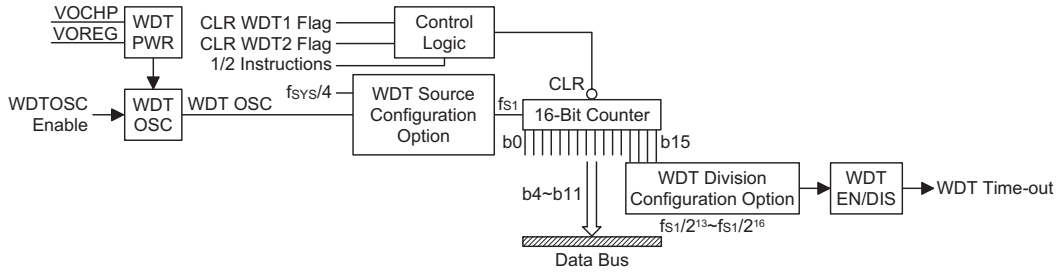 VOCHP
VOREG
WDT
PWR
CLR WDT1 Flag
CLR WDT2 Flag
1/2 Instructions
Control
Logic
CLR
WDTOSC
Enable
WDT
OSC
WDT OSC
fSYS/4
WDT Source
Configuration
Option
fS1
16-Bit Counter
b0
b15
b4~b11
WDT Division
Configuration Option
fS1/2¹³~fS1/2¹⁶
WDT
EN/DIS
WDT Time-out
Data Bus